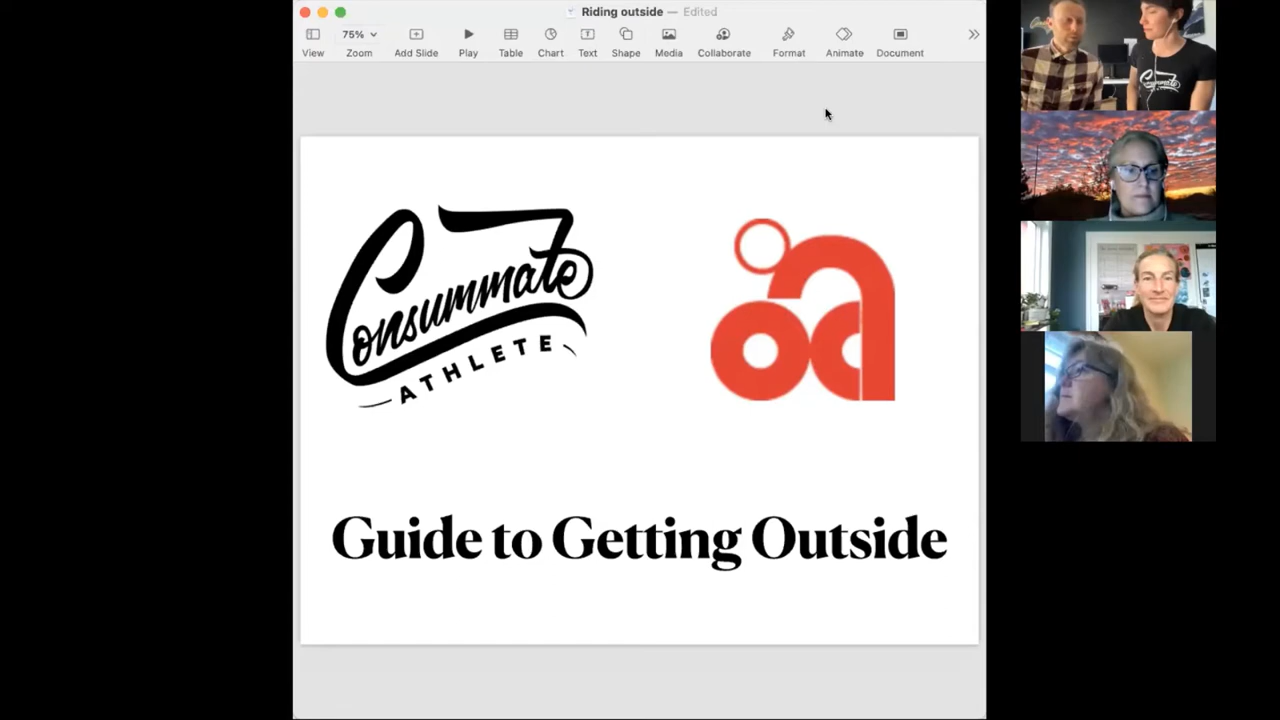 Riding outside — Edited
75%
View Zoom Add Slide Play Table Chart Text Shape Media Collaborate Format Animate Document
Consummate
ATHLETE
Guide to Getting Outside
Consummate